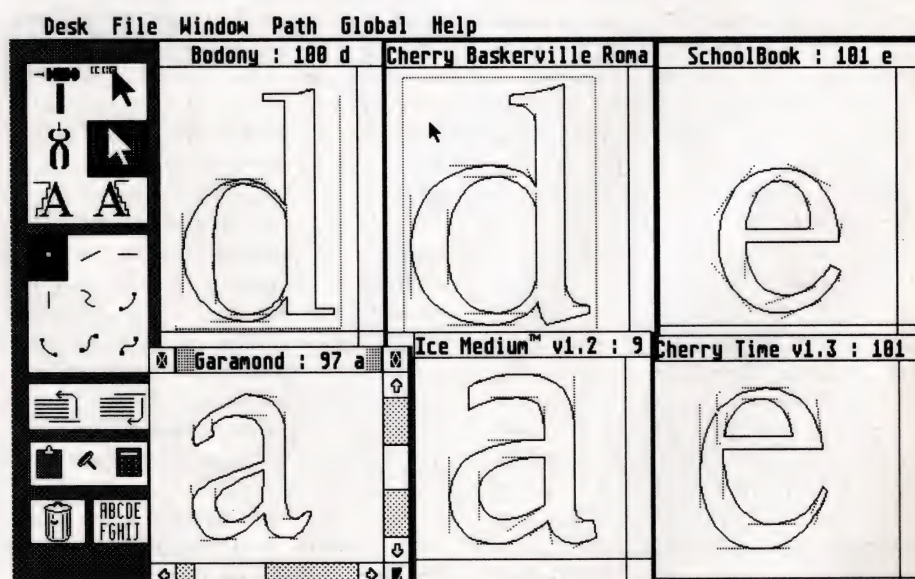 Desk File Window Path Global Help
Bodony : 100 d
Cherry Baskerville Roma
SchoolBook : 101 e
d
d
e
A A
Garamond : 97 a
Ice Medium™ v1.2 : 9
Cherry Time v1.3 : 101
a
a
e
ABCDE
FGHIJ